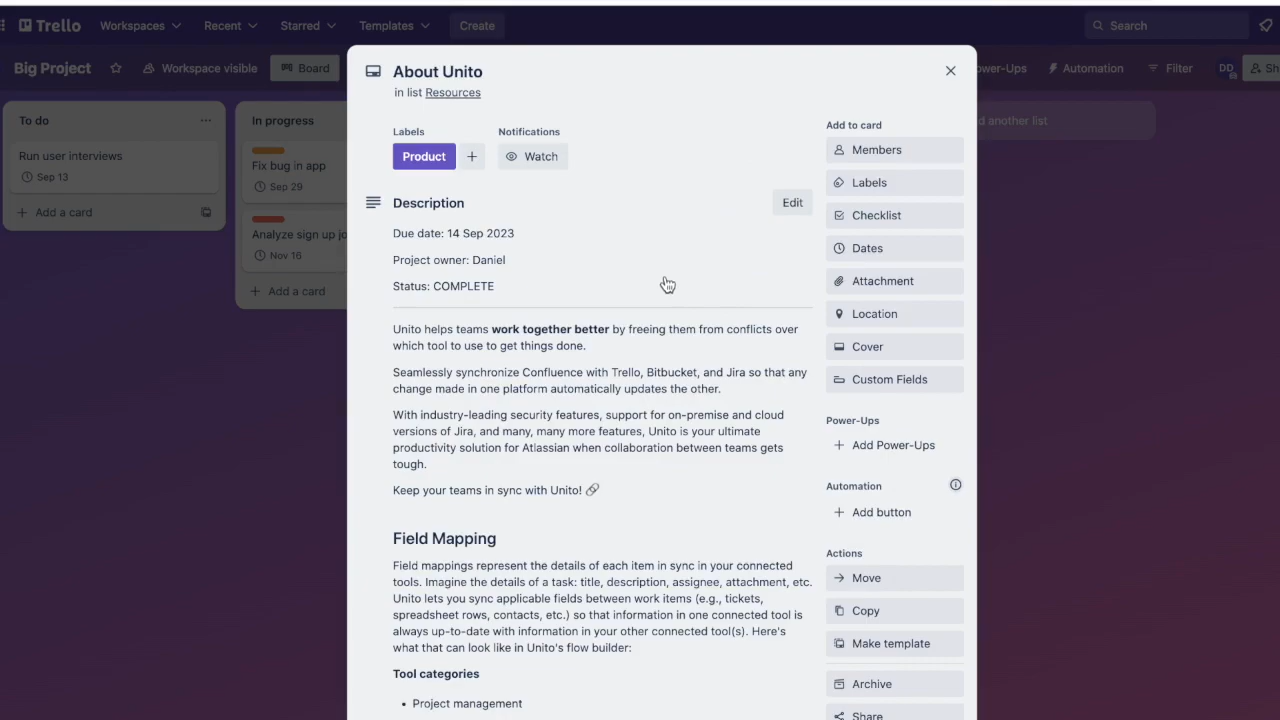 Trello
Workspaces
Recent
Starred
Templates
Create
Search
Big Project
Workspace visible
Board
Automation
Filter
DD
To do
Run user interviews
Sep 13
Add a card
In progress
Fix bug in app
Sep 29
Analyze sign up
Nov 16
Add a card
another list
About Unito
in list Resources
Labels
Product
Notifications
Watch
Description
Edit
Due date: 14 Sep 2023
Project owner: Daniel
Status: COMPLETE
Unito helps teams work together better by freeing them from conflicts over
which tool to use to get things done.
Seamlessly synchronize Confluence with Trello, Bitbucket, and Jira so that any
change made in one platform automatically updates the other.
With industry-leading security features, support for on-premise and cloud
versions of Jira, and many, many more features, Unito is your ultimate
productivity solution for Atlassian when collaboration between teams gets
tough.
Keep your teams in sync with Unito! 🔗
Field Mapping
Field mappings represent the details of each item in sync in your connected
tools. Imagine the details of a task: title, description, assignee, attachment, etc.
Unito lets you sync applicable fields between work items (e.g., tickets,
spreadsheet rows, contacts, etc.) so that information in one connected tool is
always up-to-date with information in your other connected tool(s). Here's
what that can look like in Unito's flow builder:
Tool categories
• Project management
Add to card
Members
Labels
Checklist
Dates
Attachment
Location
Cover
Custom Fields
Power-Ups
Add Power-Ups
Automation
Add button
Actions
Move
Copy
Make template
Archive
Share